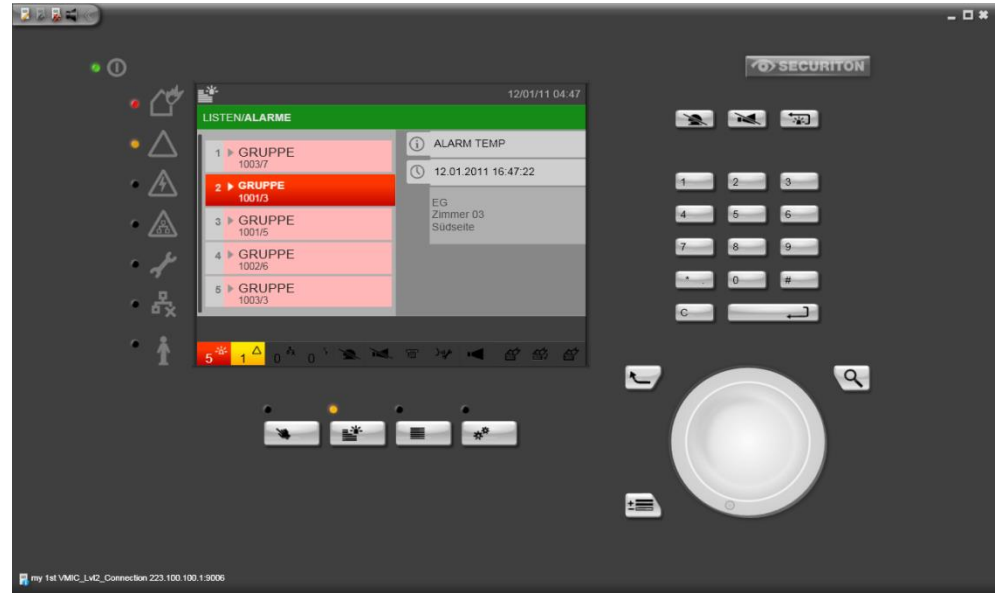 SECURITON
12/01/11 04:47
LISTEN/ALARME
1 GRUPPE
1003/7
2 GRUPPE
1001/3
3 GRUPPE
1001/5
4 GRUPPE
1002/6
5 GRUPPE
1003/3
ALARM TEMP
12.01.2011 16:47:22
EG
Zimmer 03
Südseite
5 1 0 0
1 2 3
4 5 6
7 8 9
* . 0 #
C
my 1st VMIC_Lvl2_Connection 223.100.100.1:9006